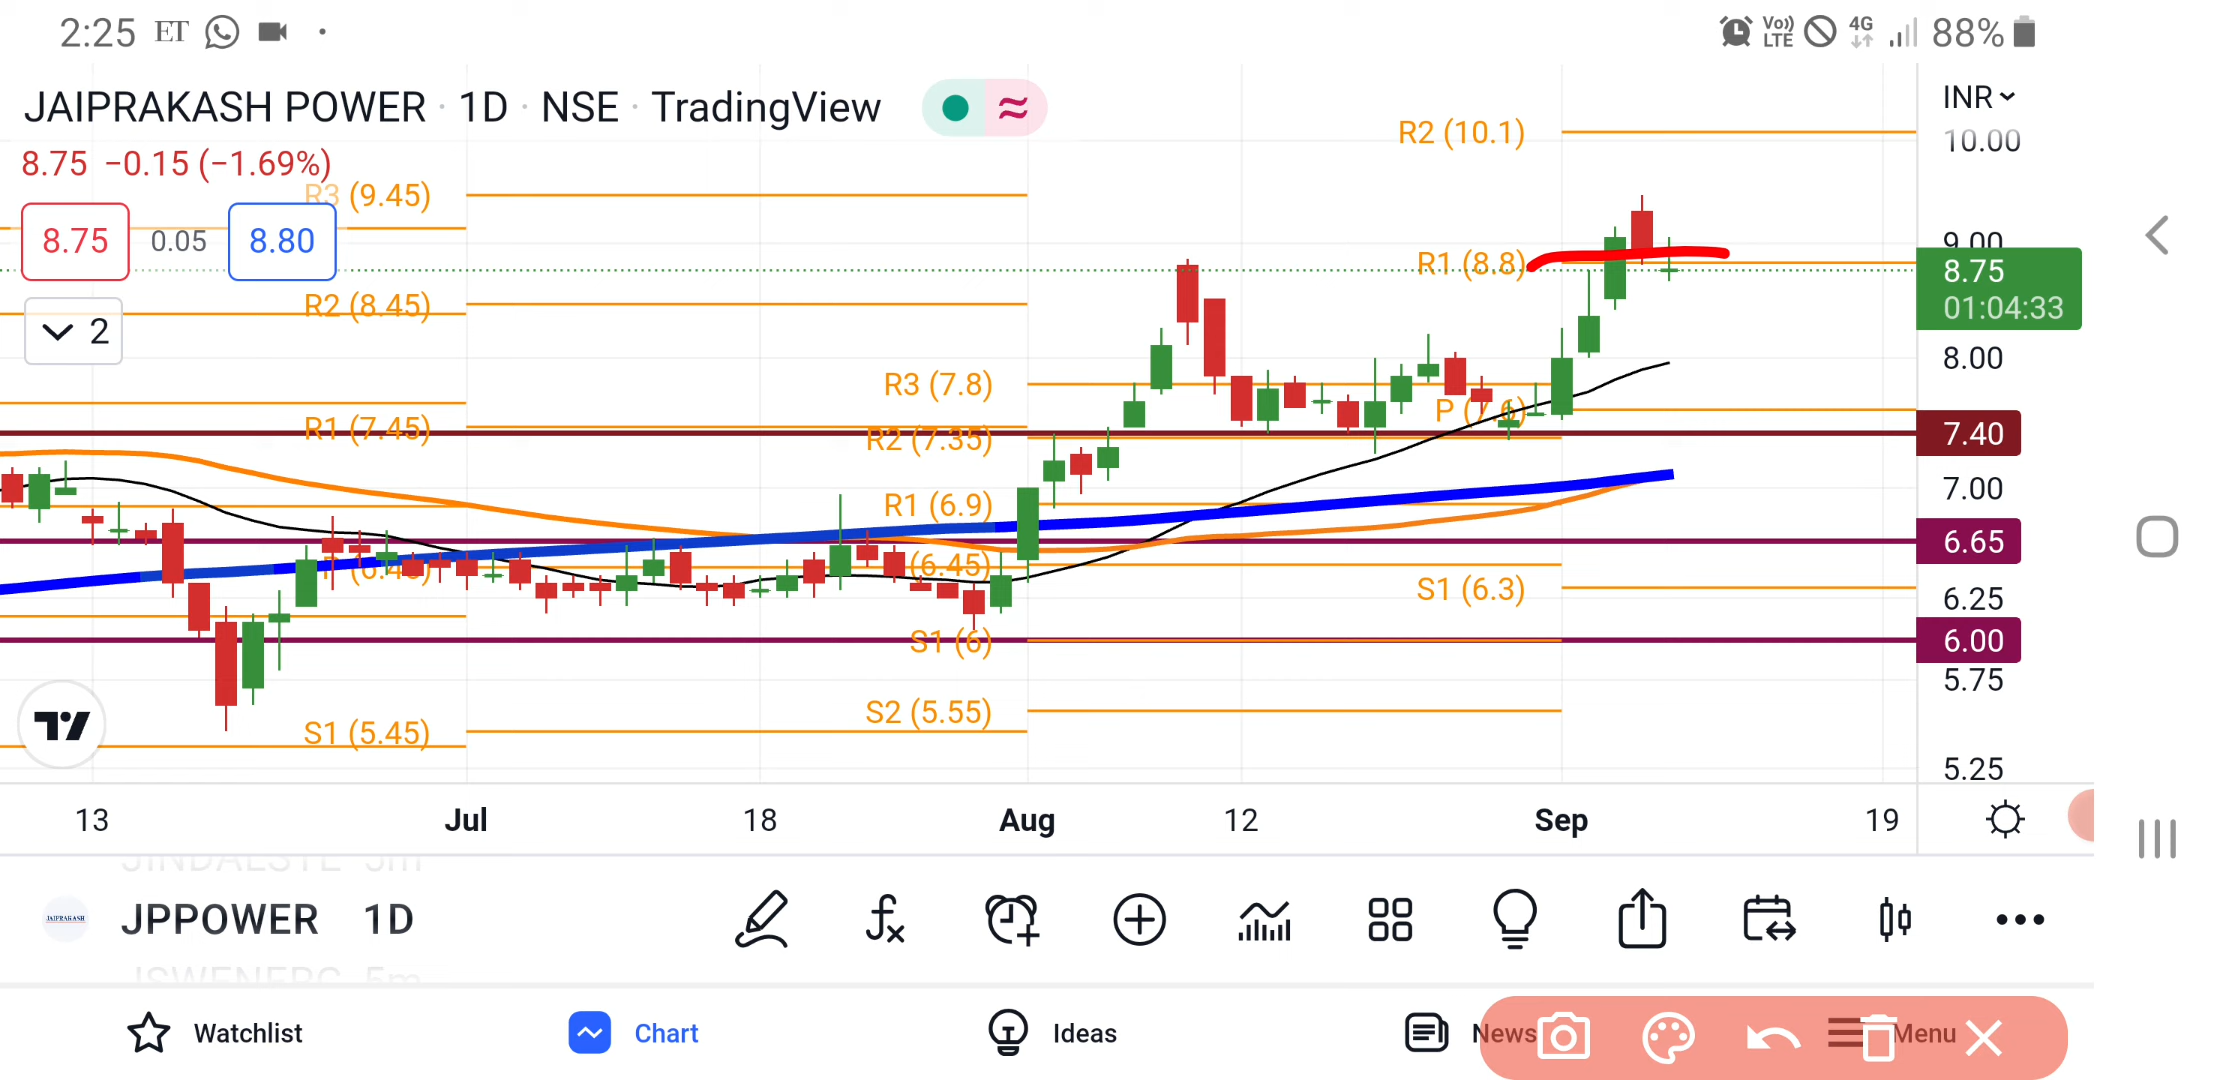 2:25 ET
Vo)) LTE 4G 88%
JAIPRAKASH POWER · 1D · NSE · TradingView
INR
8.75 −0.15 (−1.69%)
8.75 0.05 8.80
2
R2 (10.1)
R3 (9.45)
R1 (8.8)
R2 (8.45)
R3 (7.8)
P (7.6)
R1 (7.45)
R2 (7.35)
R1 (6.9)
(6.45)
S1 (6.3)
S1 (6)
S2 (5.55)
S1 (5.45)
10.00
9.00
8.75
01:04:33
8.00
7.40
7.00
6.65
6.25
6.00
5.75
5.25
13 Jul 18 Aug 12 Sep 19
JAIPRAKASH
JPPOWER 1D
Watchlist Chart Ideas News Menu